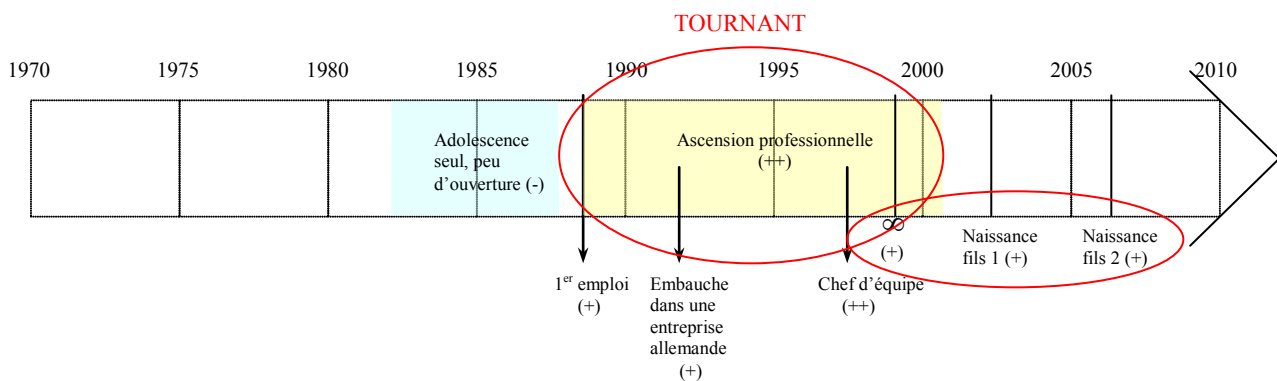 TOURNANT
1970 1975 1980 1985 1990 1995 2000 2005 2010
Adolescence
seul, peu
d'ouverture (-)
Ascension professionnelle
(++)
∞
(+)
Naissance
fils 1 (+)
Naissance
fils 2 (+)
1er emploi
(+)
Embauche
dans une
entreprise
allemande
(+)
Chef d'équipe
(++)